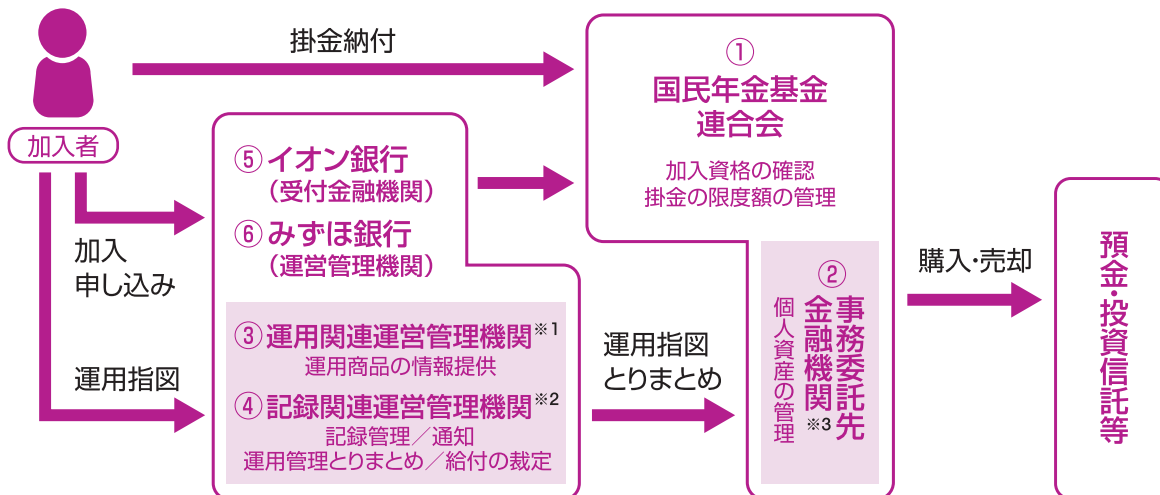 掛金納付
加入者
①
国民年金基金
連合会
加入資格の確認
掛金の限度額の管理
⑤イオン銀行
（受付金融機関）
⑥みずほ銀行
（運営管理機関）
加入
申し込み
③運用関連運営管理機関※1
運用商品の情報提供
④記録関連運営管理機関※2
記録管理／通知
運用管理とりまとめ／給付の裁定
運用指図
運用指図
とりまとめ
②
事務委託先
金融機関※3
個人資産の管理
購入・売却
預金・投資信託等